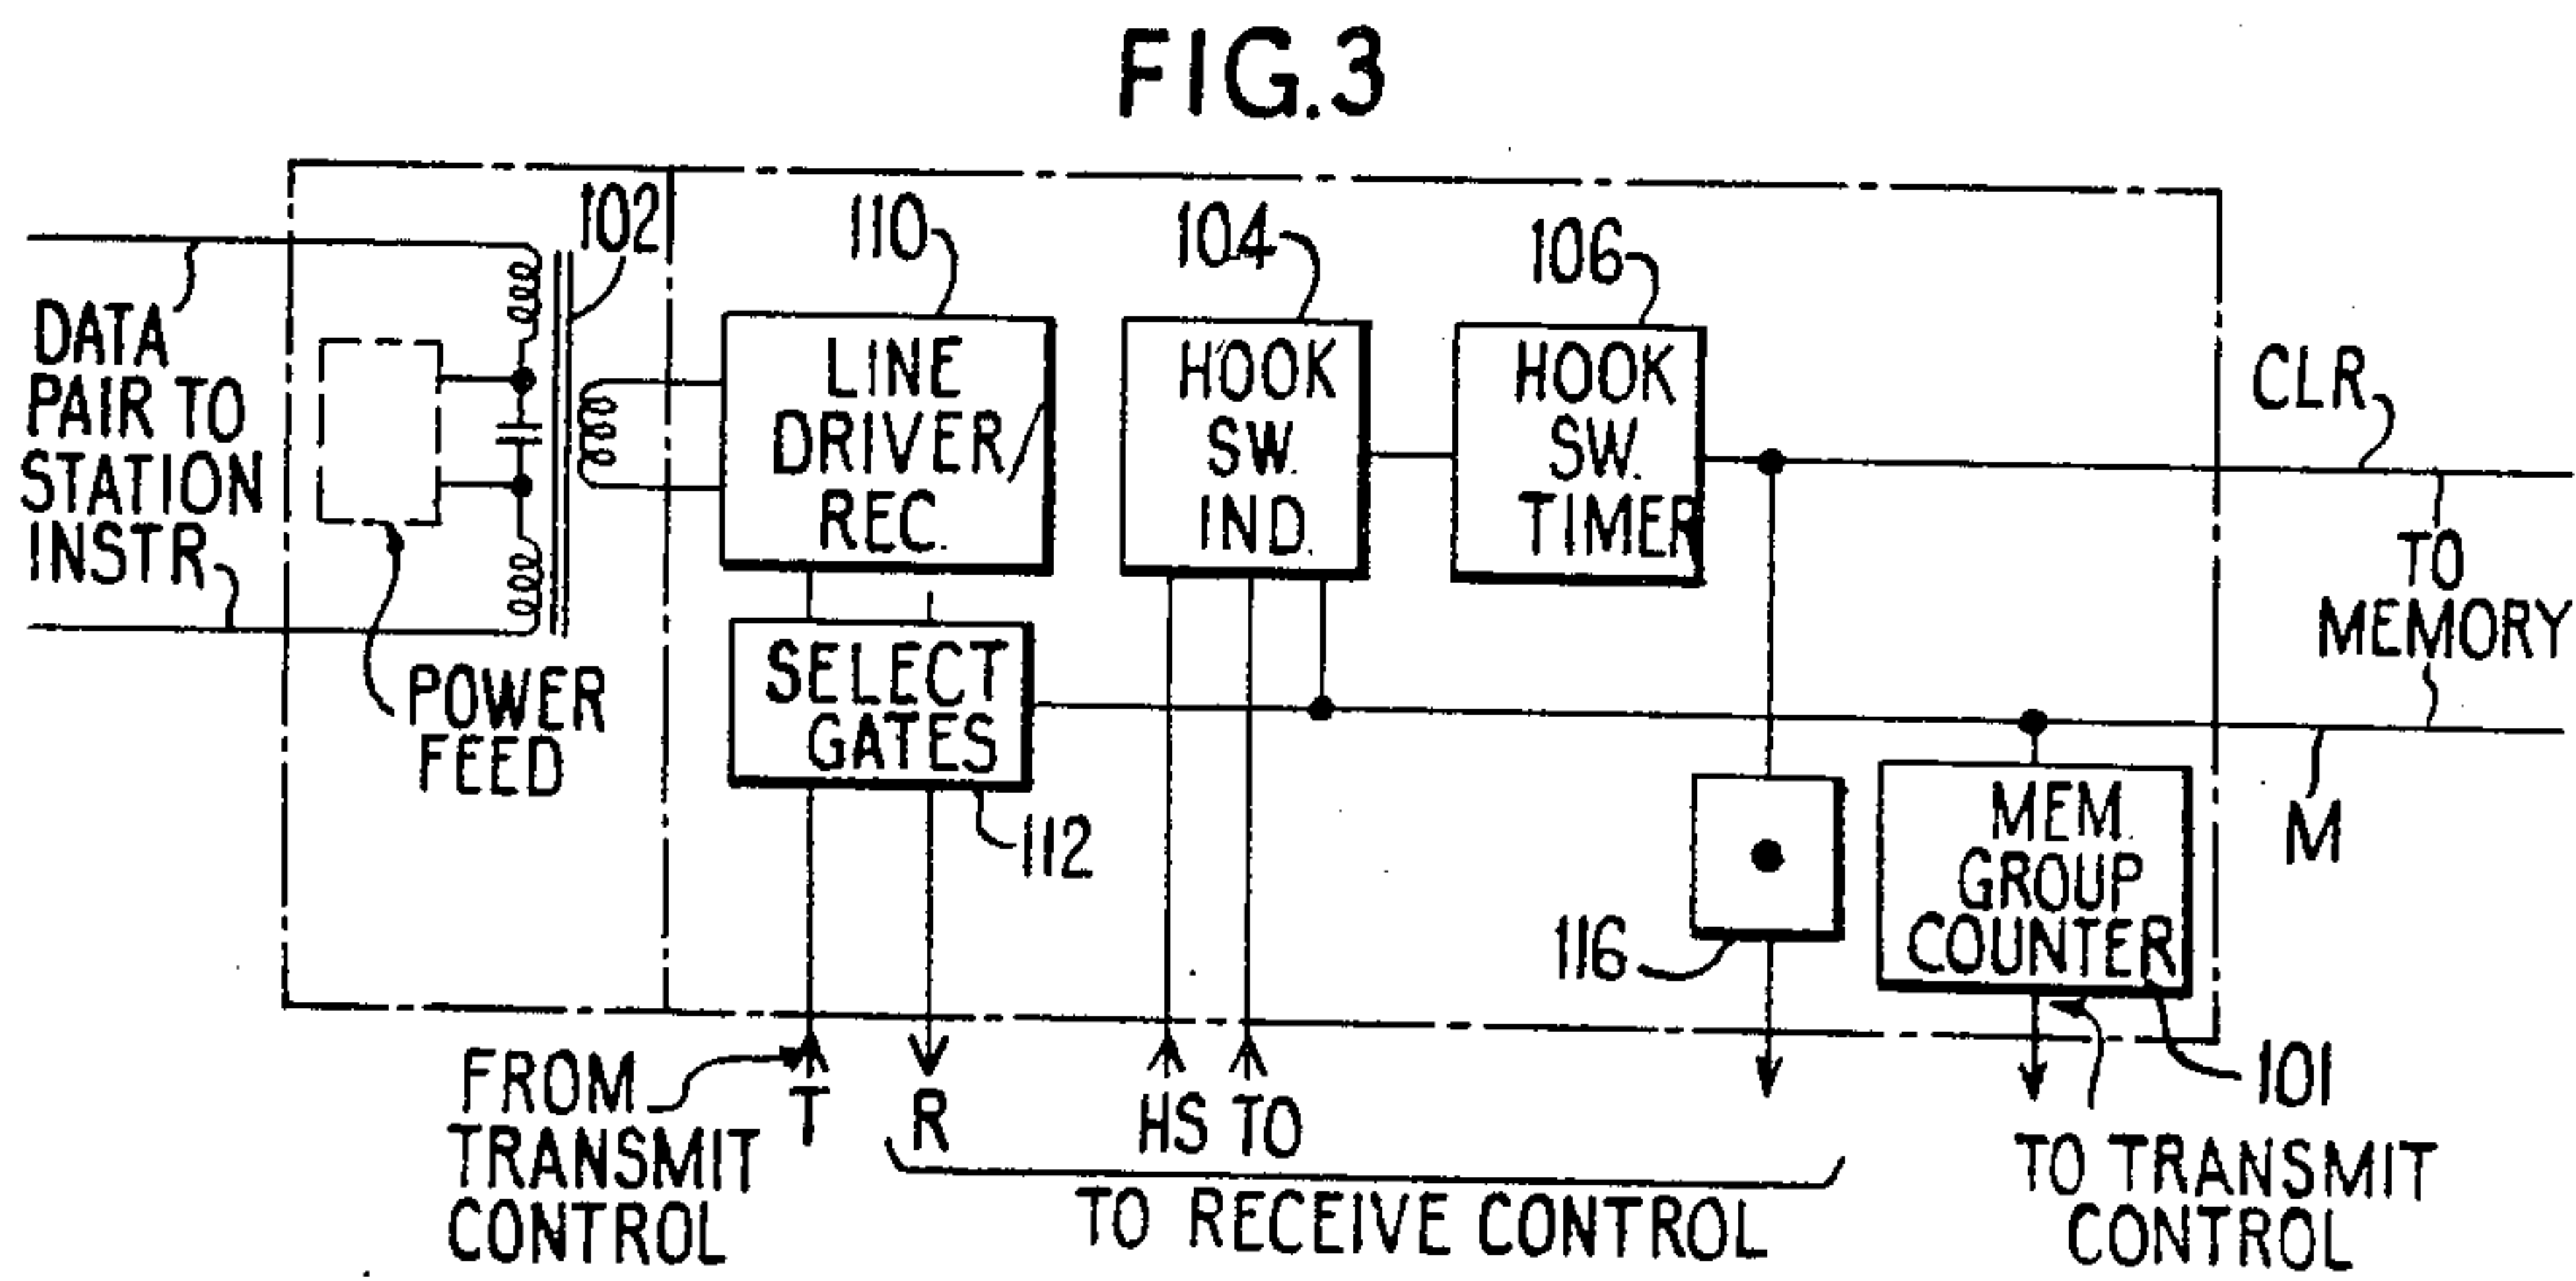 FIG.3
102
110
104
106
DATA
PAIR TO
STATION
INSTR
POWER
FEED
LINE
DRIVER/
REC.
HOOK
SW.
IND.
HOOK
SW.
TIMER
CLR
TO
MEMORY
M
SELECT
GATES
112
116
MEM.
GROUP
COUNTER
101
FROM
TRANSMIT
CONTROL
T
R
HS TO
TO RECEIVE CONTROL
TO TRANSMIT
CONTROL